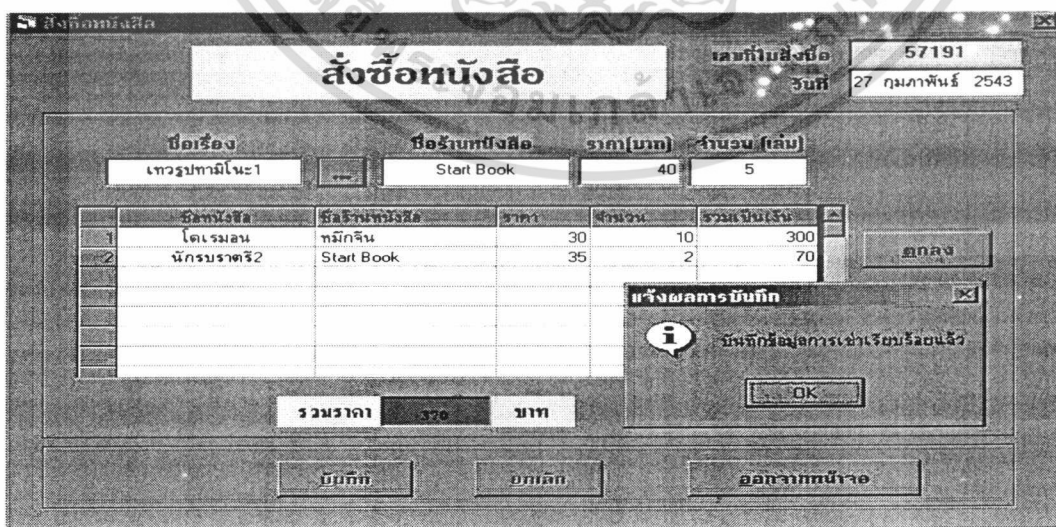 สั่งซื้อหนังสือ
สั่งซื้อหนังสือ
เลขที่ใบสั่งซื้อ 57191
วันที่ 27 กุมภาพันธ์ 2543
ชื่อเรื่อง ชื่อร้านหนังสือ ราคา(บาท) จำนวน (เล่ม)
เทวรูปทามิโนะ1 ... Start Book 40 5
ชื่อหนังสือ ชื่อร้านหนังสือ ราคา จำนวน รวมเป็นเงิน
1 โดเรมอน หมึกจีน 30 10 300
2 นักรบราตรี2 Start Book 35 2 70
ตกลง
แจ้งผลการบันทึก
บันทึกข้อมูลการเช่าเรียบร้อยแล้ว
OK
รวมราคา 370 บาท
บันทึก ยกเลิก ออกจากหน้าจอ